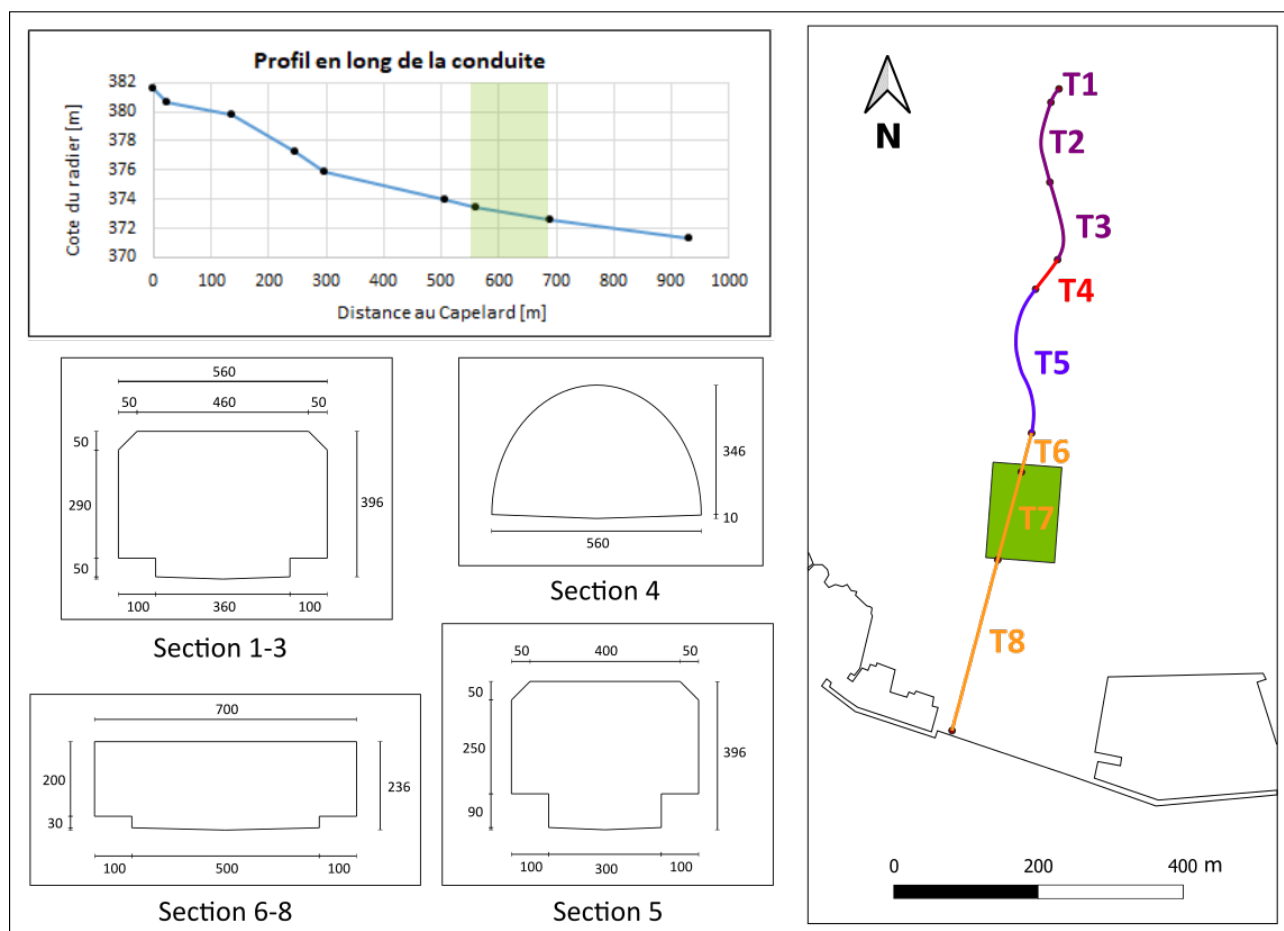 Profil en long de la conduite
Cote du radier [m]
382
380
378
376
374
372
370
0 100 200 300 400 500 600 700 800 900 1000
Distance au Capelard [m]
560
50 460 50
50
290
50
396
100 360 100
Section 1-3
346
10
560
Section 4
700
200
30
236
100 500 100
Section 6-8
50 400 50
50
250
90
396
100 300 100
Section 5
N
T1
T2
T3
T4
T5
T6
T7
T8
0 200 400 m